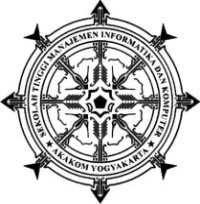 SEKOLAH TINGGI MANAJEMEN INFORMATIKA DAN KOMPUTER
AKAKOM YOGYAKARTA